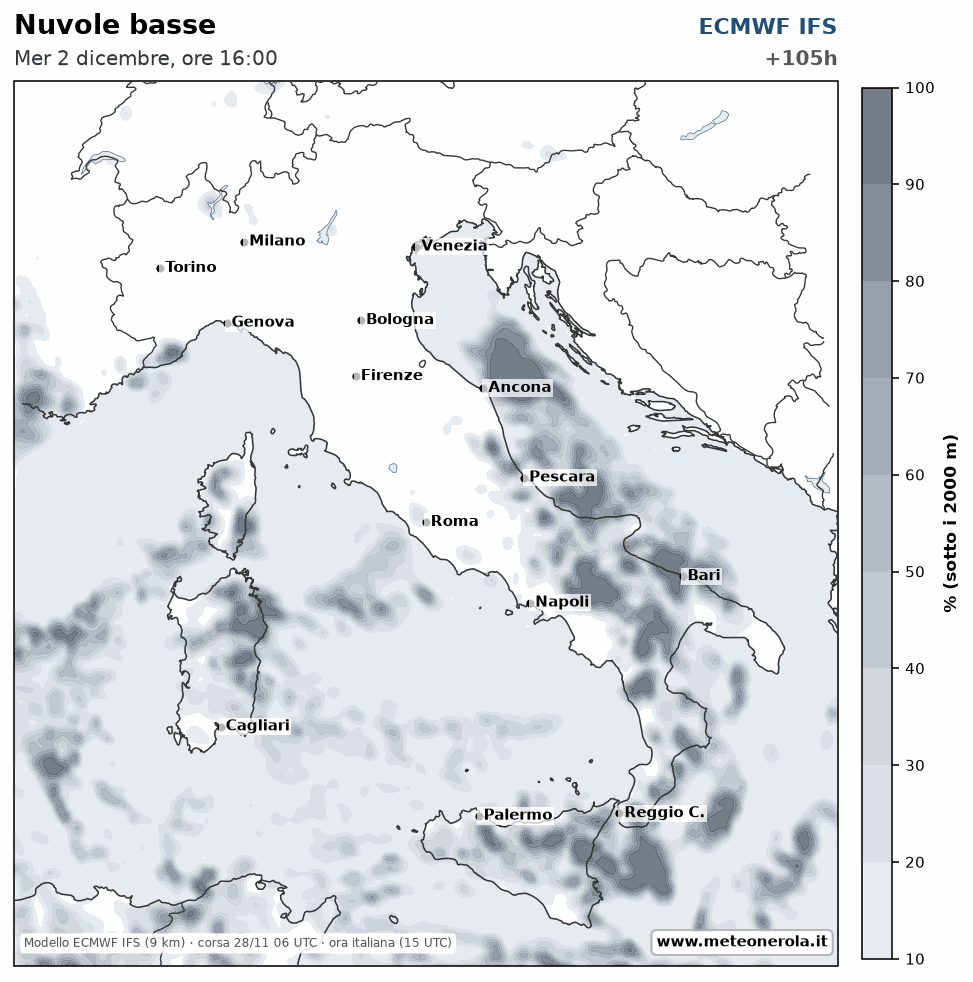 Nuvole basse
ECMWF IFS
Mer 2 dicembre, ore 16:00
+105h
Milano
Venezia
Torino
Genova
Bologna
Firenze
Ancona
Pescara
Roma
Bari
Napoli
Cagliari
Palermo
Reggio C.
100
90
80
70
60
50
40
30
20
10
% (sotto i 2000 m)
Modello ECMWF IFS (9 km) · corsa 28/11 06 UTC · ora italiana (15 UTC)
www.meteonerola.it